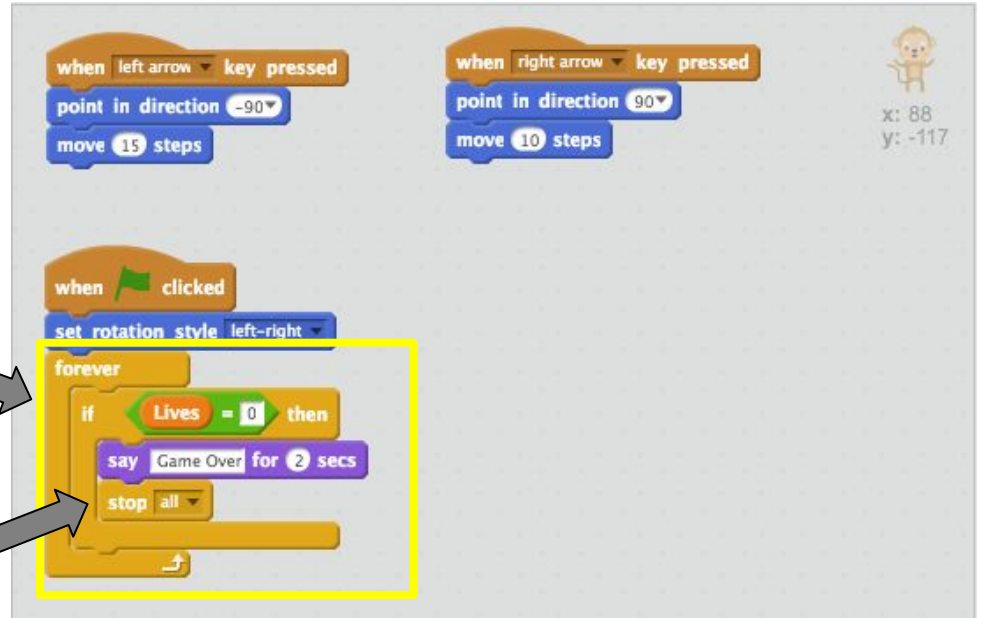 when left arrow key pressed
point in direction -90
move 15 steps
when right arrow key pressed
point in direction 90
move 10 steps
x: 88
y: -117
when clicked
set rotation style left-right
forever
if Lives = 0 then
say Game Over for 2 secs
stop all